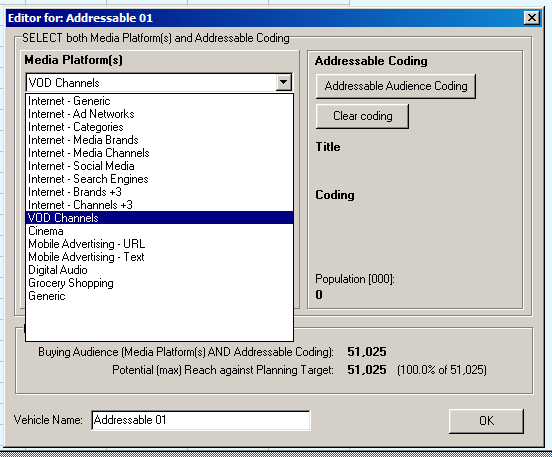 Editor for: Addressable 01
SELECT both Media Platform(s) and Addressable Coding
Media Platform(s)
VOD Channels
Internet - Generic
Internet - Ad Networks
Internet - Categories
Internet - Media Brands
Internet - Media Channels
Internet - Social Media
Internet - Search Engines
Internet - Brands +3
Internet - Channels +3
VOD Channels
Cinema
Mobile Advertising - URL
Mobile Advertising - Text
Digital Audio
Grocery Shopping
Generic
Addressable Coding
Addressable Audience Coding
Clear coding
Title
Coding
Population [000]:
0
Buying Audience (Media Platform(s) AND Addressable Coding): 51,025
Potential (max) Reach against Planning Target: 51,025 (100.0% of 51,025)
Vehicle Name: Addressable 01
OK